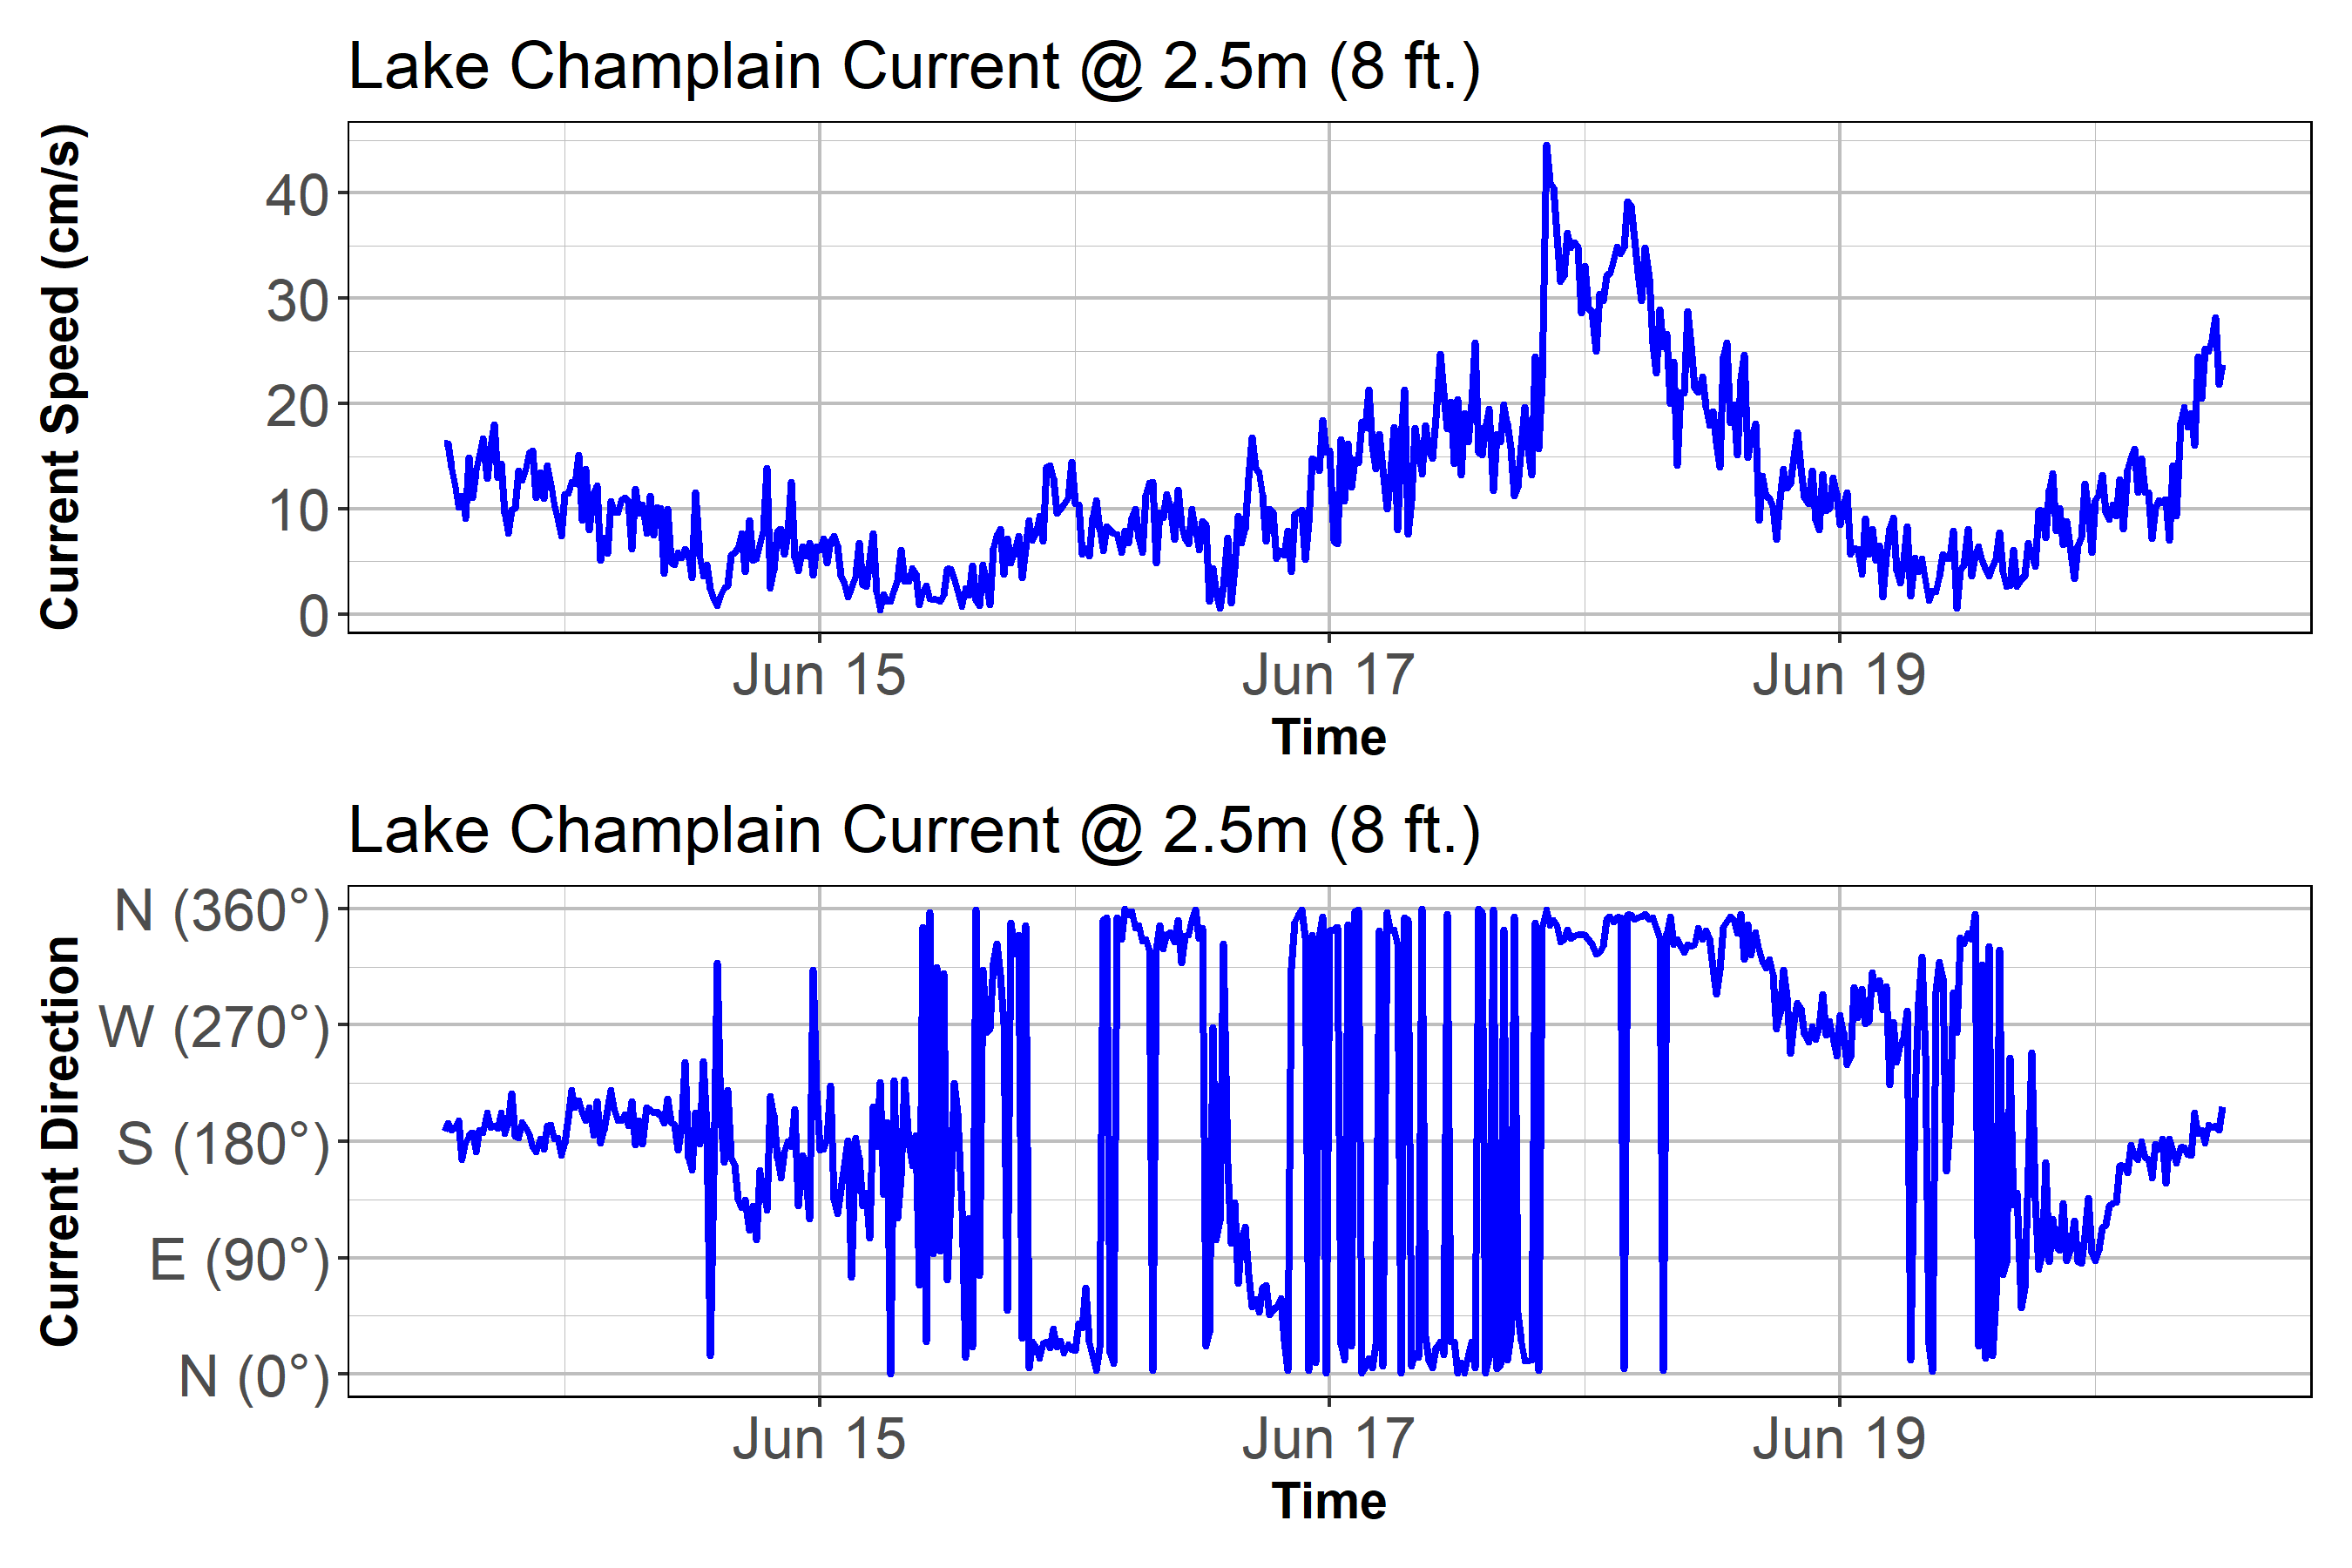 Lake Champlain Current @ 2.5m (8 ft.)
Current Speed (cm/s)
40
30
20
10
0
Jun 15 Jun 17 Jun 19
Time
Lake Champlain Current @ 2.5m (8 ft.)
Current Direction
N (360°)
W (270°)
S (180°)
E (90°)
N (0°)
Jun 15 Jun 17 Jun 19
Time